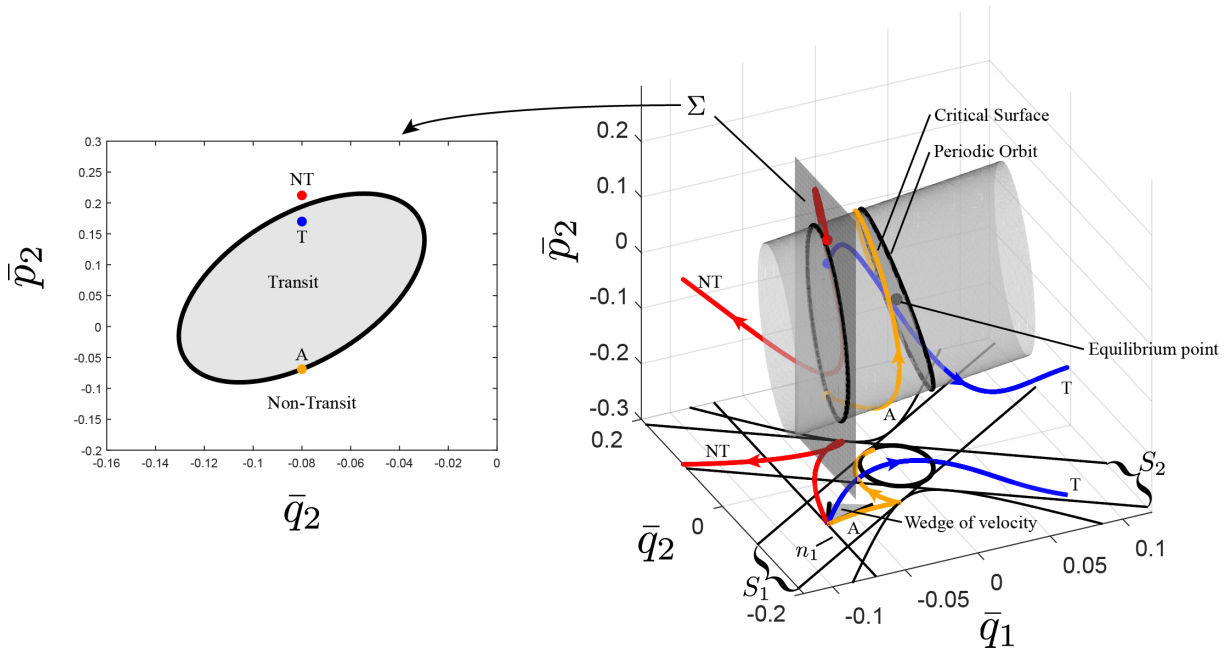 Σ
0.3
0.25
0.2
0.15
0.1
0.05
0
-0.05
-0.1
-0.15
-0.2
-0.16
-0.14
-0.12
-0.1
-0.08
-0.06
-0.04
-0.02
0
NT
T
Transit
A
Non-Transit
p̄2
q̄2
Critical Surface
Periodic Orbit
0.2
0.1
0
-0.1
-0.2
-0.3
p̄2
NT
Equilibrium point
T
A
0.2
0
-0.2
q̄2
NT
S2
T
Wedge of velocity
A
n1
S1
-0.1
-0.05
0
0.05
0.1
q̄1